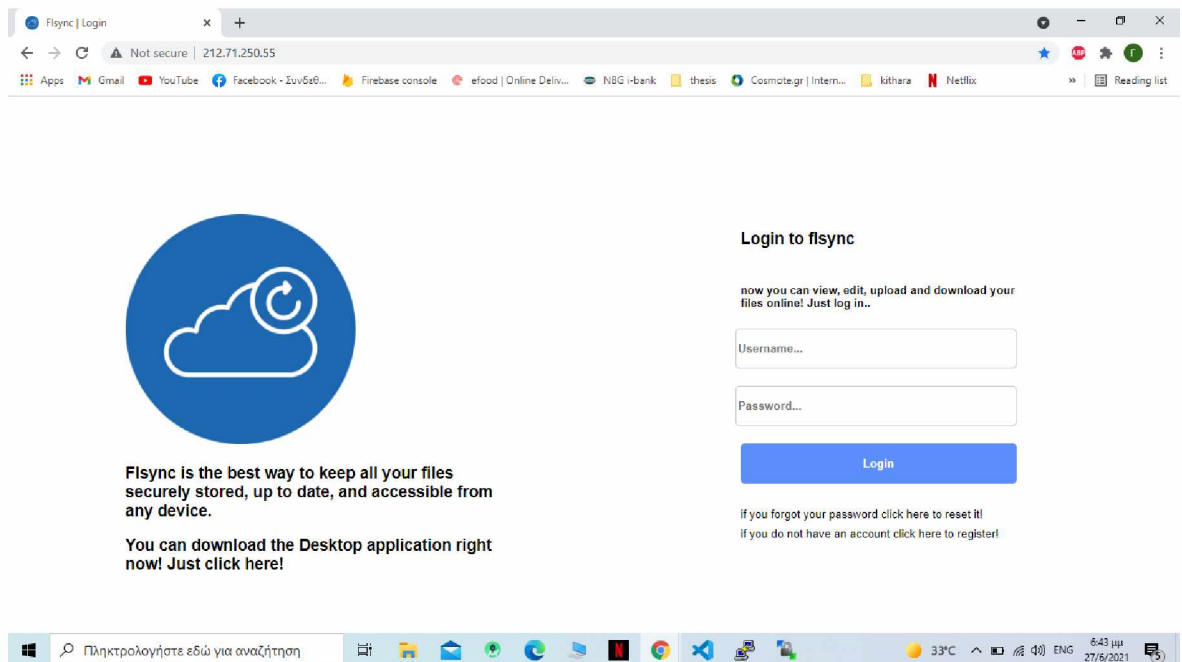 Flsync | Login
Not secure | 212.71.250.55
ABP
Γ
Apps Gmail YouTube Facebook - Συνδεθ... Firebase console efood | Online Deliv... NBG i-bank thesis Cosmote.gr | Intern... kithara Netflix » Reading list
Login to flsync
now you can view, edit, upload and download your
files online! Just log in..
Username...
Password...
Login
if you forgot your password click here to reset it!
if you do not have an account click here to register!
Flsync is the best way to keep all your files
securely stored, up to date, and accessible from
any device.
You can download the Desktop application right
now! Just click here!
Πληκτρολογήστε εδώ για αναζήτηση
33°C
ENG
6:43 μμ
27/6/2021
5